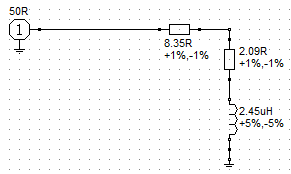 50R
1
8.35R
+1%,-1%
2.09R
+1%,-1%
2.45uH
+5%,-5%